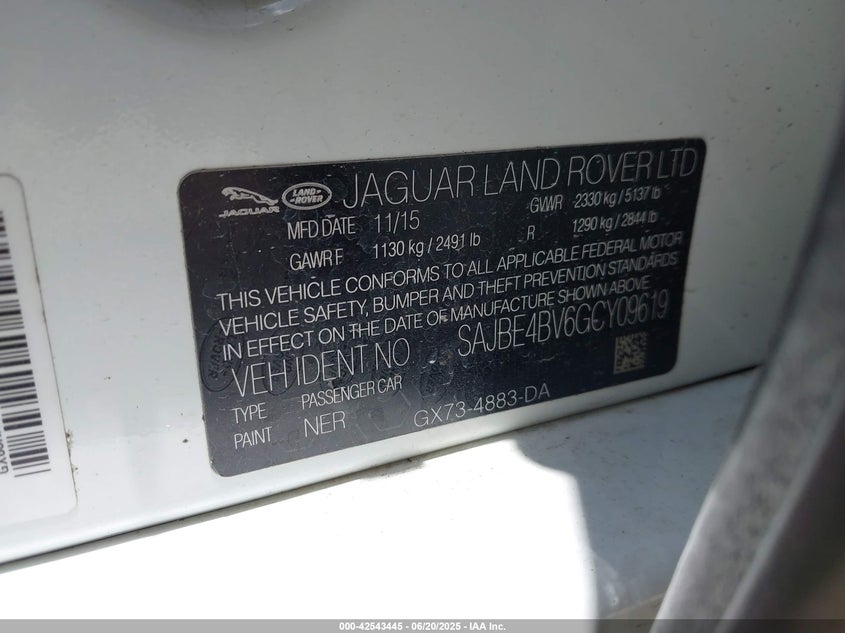 JAGUAR
LAND-
ROVER
JAGUAR LAND ROVER LTD
MFD DATE 11/15 GVWR 2330 kg / 5137 lb
GAWR F 1130 kg / 2491 lb R 1290 kg / 2844 lb
THIS VEHICLE CONFORMS TO ALL APPLICABLE FEDERAL MOTOR
VEHICLE SAFETY, BUMPER AND THEFT PREVENTION STANDARDS
IN EFFECT ON THE DATE OF MANUFACTURE SHOWN ABOVE
VEH IDENT NO SAJBE4BV6GCY09619
TYPE PASSENGER CAR
PAINT NER GX73-4883-DA
000-42543445 - 06/20/2025 - IAA Inc.